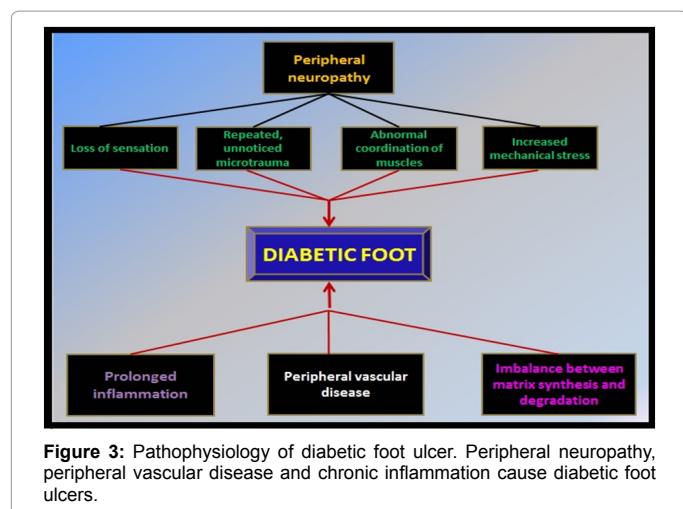 Peripheral
neuropathy
Loss of sensation
Repeated,
unnoticed
microtrauma
Abnormal
coordination of
muscles
Increased
mechanical stress
DIABETIC FOOT
Prolonged
inflammation
Peripheral vascular
disease
Imbalance between
matrix synthesis and
degradation
Figure 3: Pathophysiology of diabetic foot ulcer. Peripheral neuropathy,
peripheral vascular disease and chronic inflammation cause diabetic foot
ulcers.